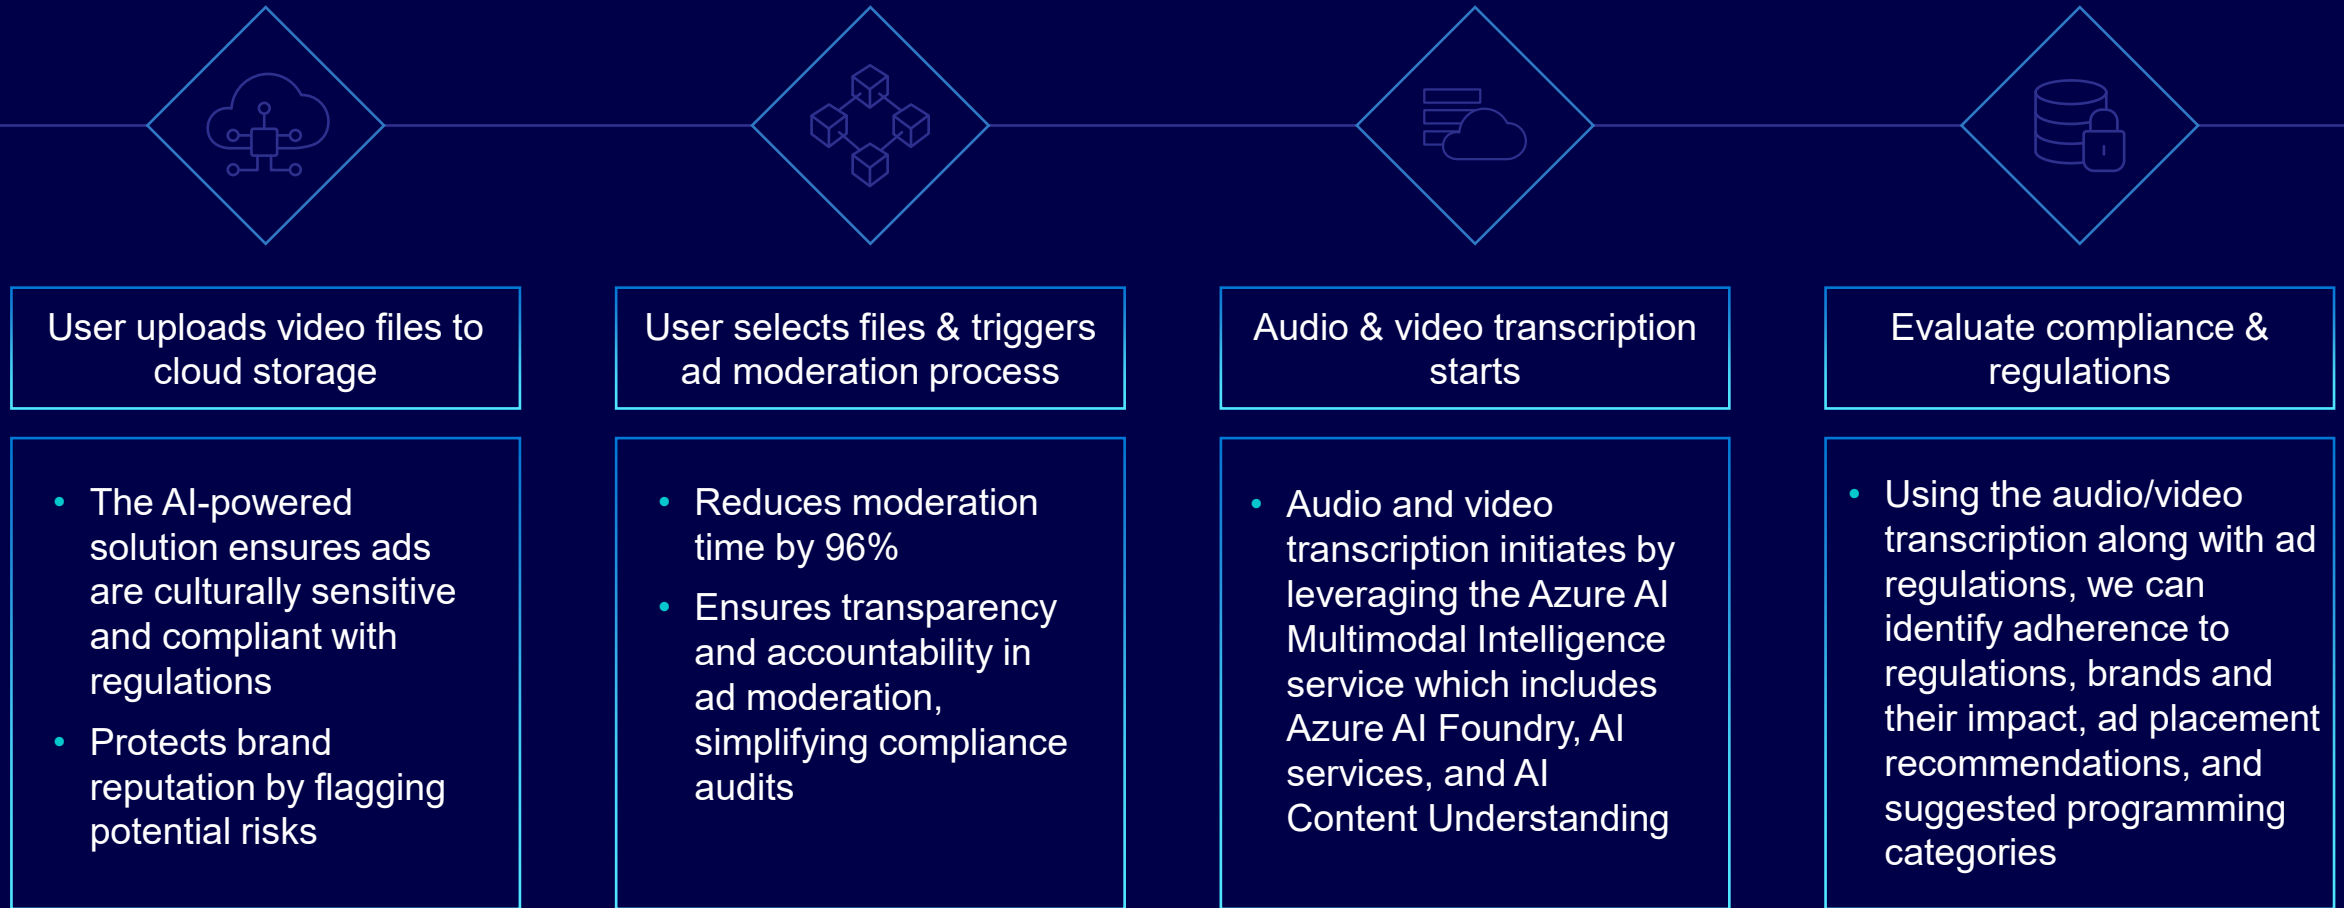 User uploads video files to
cloud storage
• The AI-powered
solution ensures ads
are culturally sensitive
and compliant with
regulations
• Protects brand
reputation by flagging
potential risks
User selects files & triggers
ad moderation process
• Reduces moderation
time by 96%
• Ensures transparency
and accountability in
ad moderation,
simplifying compliance
audits
Audio & video transcription
starts
• Audio and video
transcription initiates by
leveraging the Azure AI
Multimodal Intelligence
service which includes
Azure AI Foundry, AI
services, and AI
Content Understanding
Evaluate compliance &
regulations
• Using the audio/video
transcription along with ad
regulations, we can
identify adherence to
regulations, brands and
their impact, ad placement
recommendations, and
suggested programming
categories